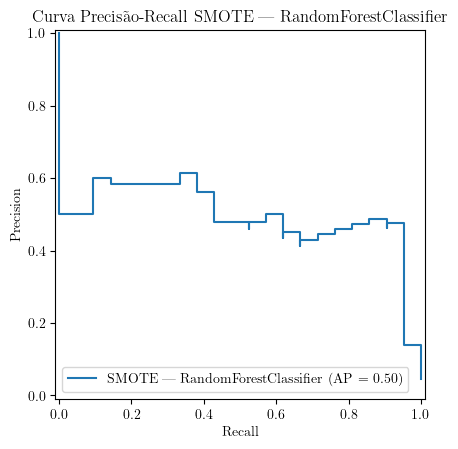 Curva Precisão-Recall SMOTE — RandomForestClassifier
1.0
0.8
0.6
0.4
0.2
0.0
Precision
SMOTE — RandomForestClassifier (AP = 0.50)
0.0 0.2 0.4 0.6 0.8 1.0
Recall